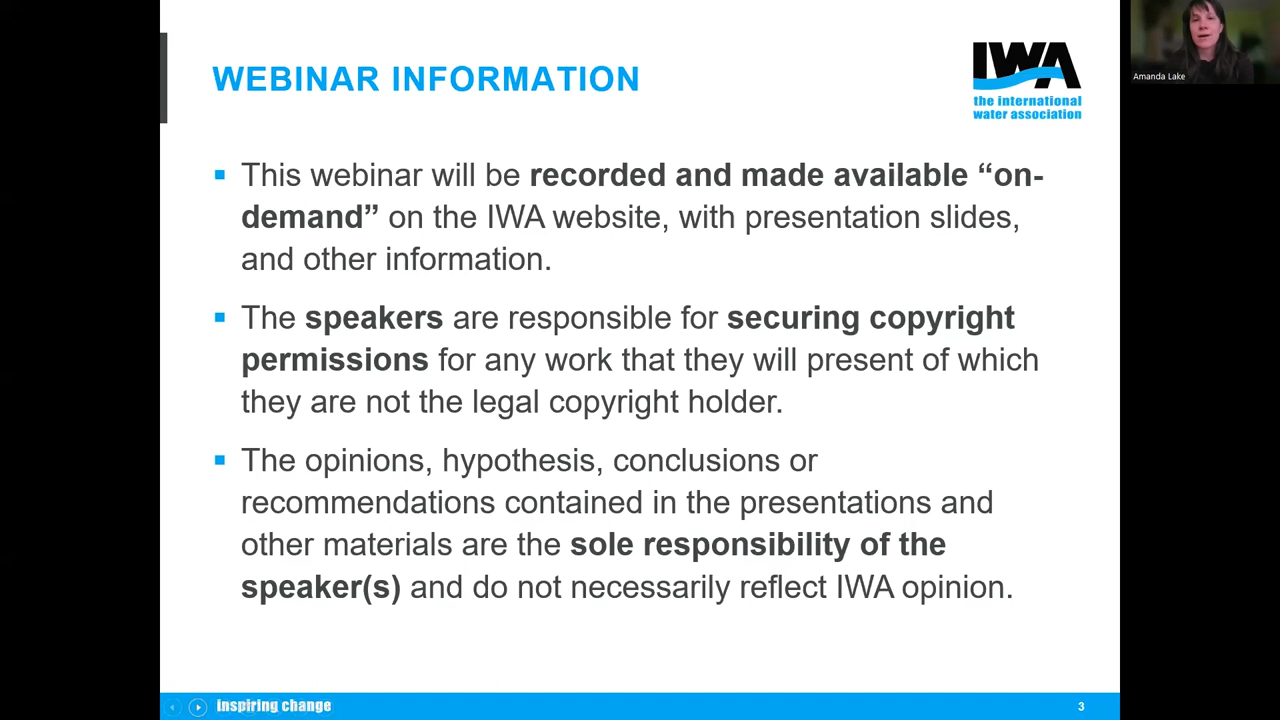 WEBINAR INFORMATION
IWA
the international
water association
Amanda Lake
▪ This webinar will be recorded and made available “on-
demand” on the IWA website, with presentation slides,
and other information.
▪ The speakers are responsible for securing copyright
permissions for any work that they will present of which
they are not the legal copyright holder.
▪ The opinions, hypothesis, conclusions or
recommendations contained in the presentations and
other materials are the sole responsibility of the
speaker(s) and do not necessarily reflect IWA opinion.
inspiring change
3